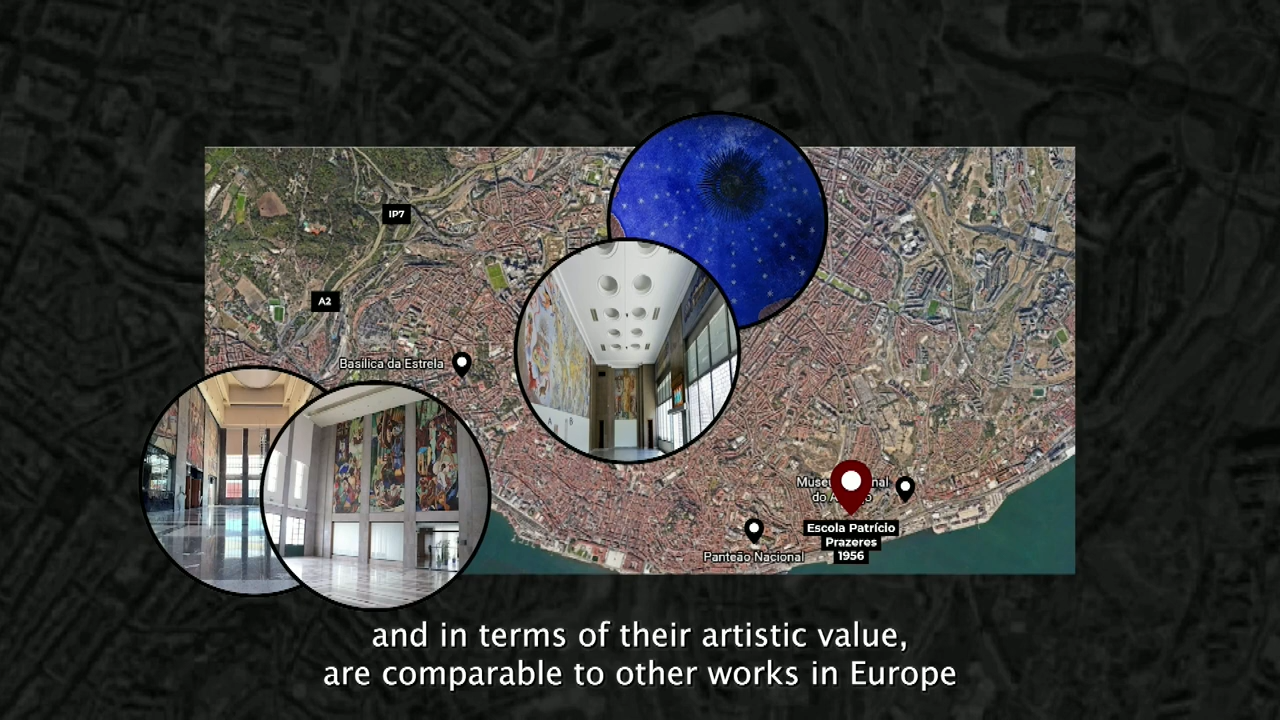 IP7
A2
Basílica da Estrela
A B
Museu
nal
do A
o
Escola Patrício
Prazeres
1956
Panteão Nacional
and in terms of their artistic value,
are comparable to other works in Europe